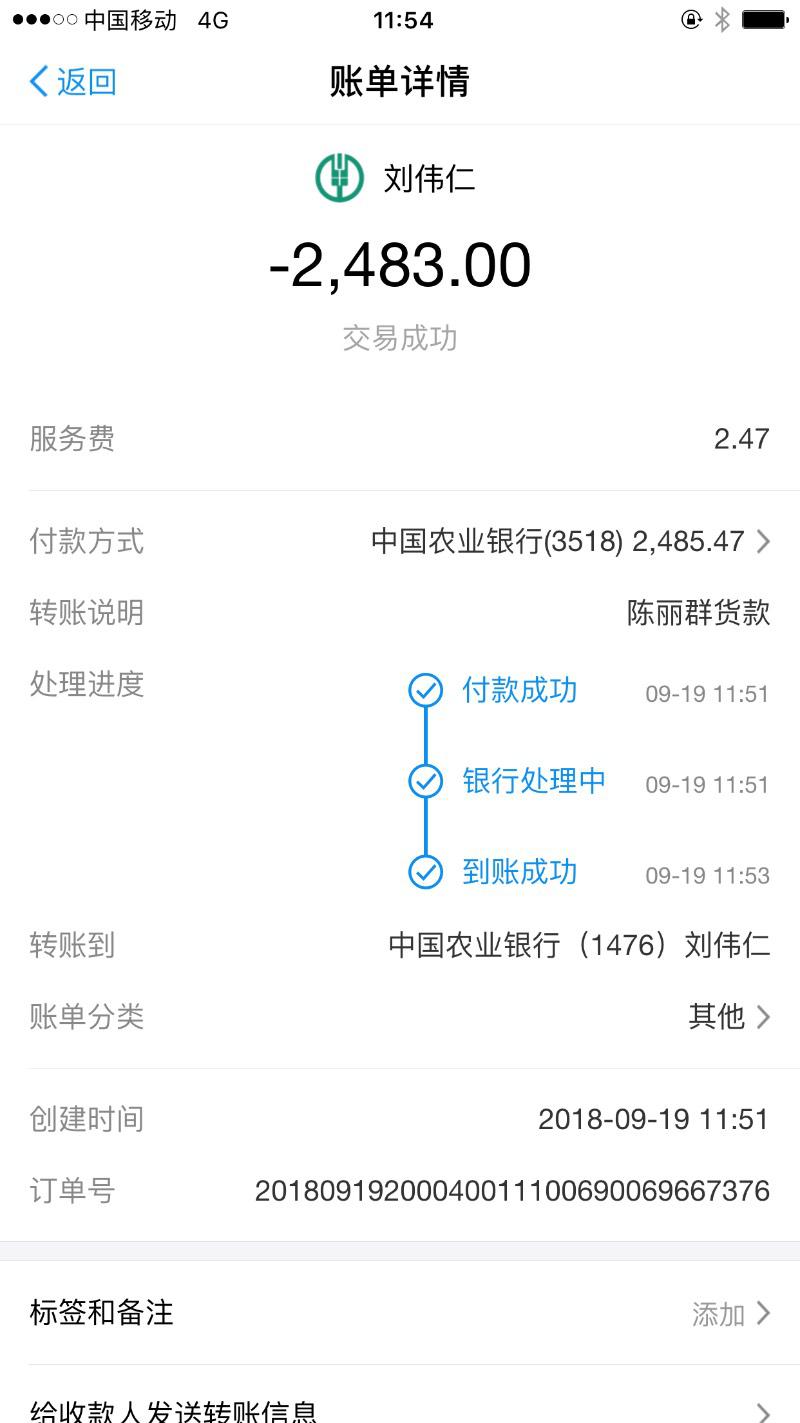 中国移动 4G 11:54
返回 账单详情
刘伟仁
-2,483.00
交易成功
服务费 2.47
付款方式 中国农业银行(3518) 2,485.47
转账说明 陈丽群货款
处理进度 付款成功 09-19 11:51
银行处理中 09-19 11:51
到账成功 09-19 11:53
转账到 中国农业银行（1476）刘伟仁
账单分类 其他
创建时间 2018-09-19 11:51
订单号 20180919200040011100690069667376
标签和备注 添加
给收款人发送转账信息